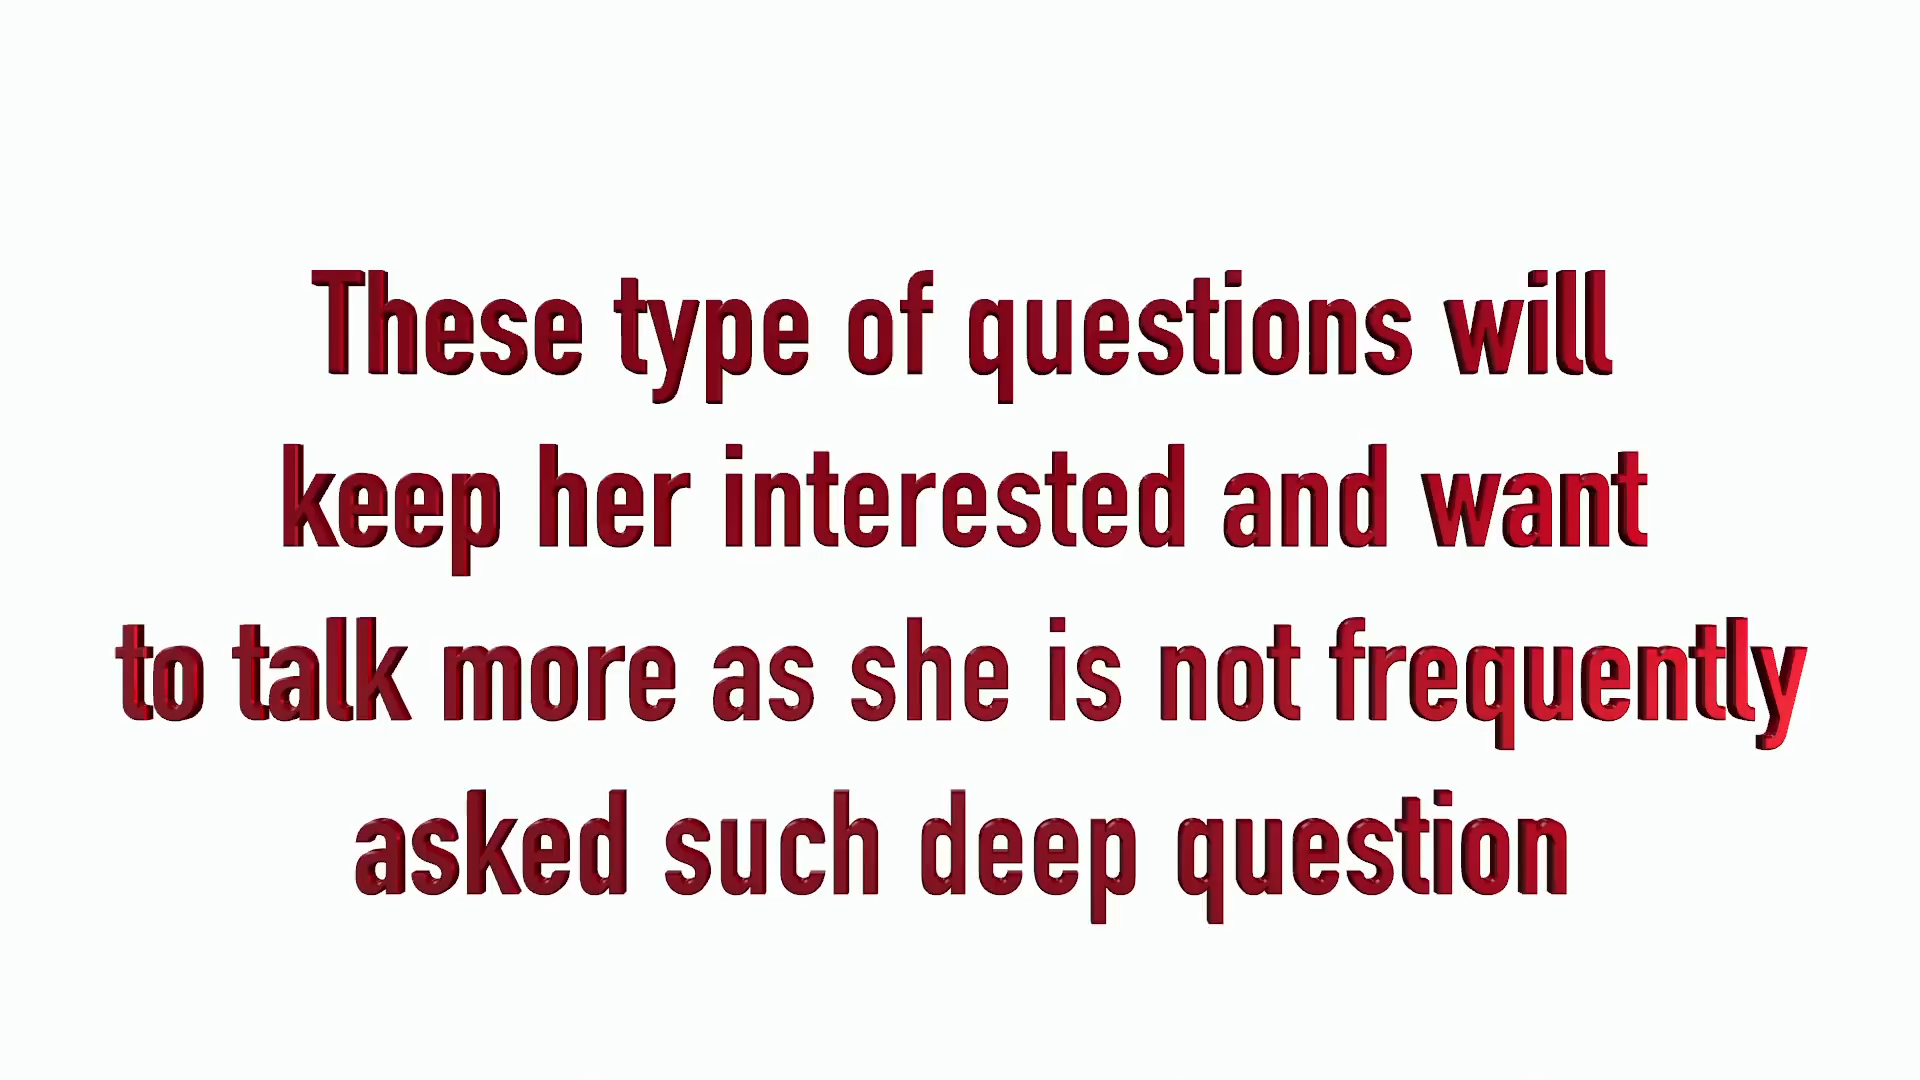 These type of questions will
keep her interested and want
to talk more as she is not frequently
asked such deep question